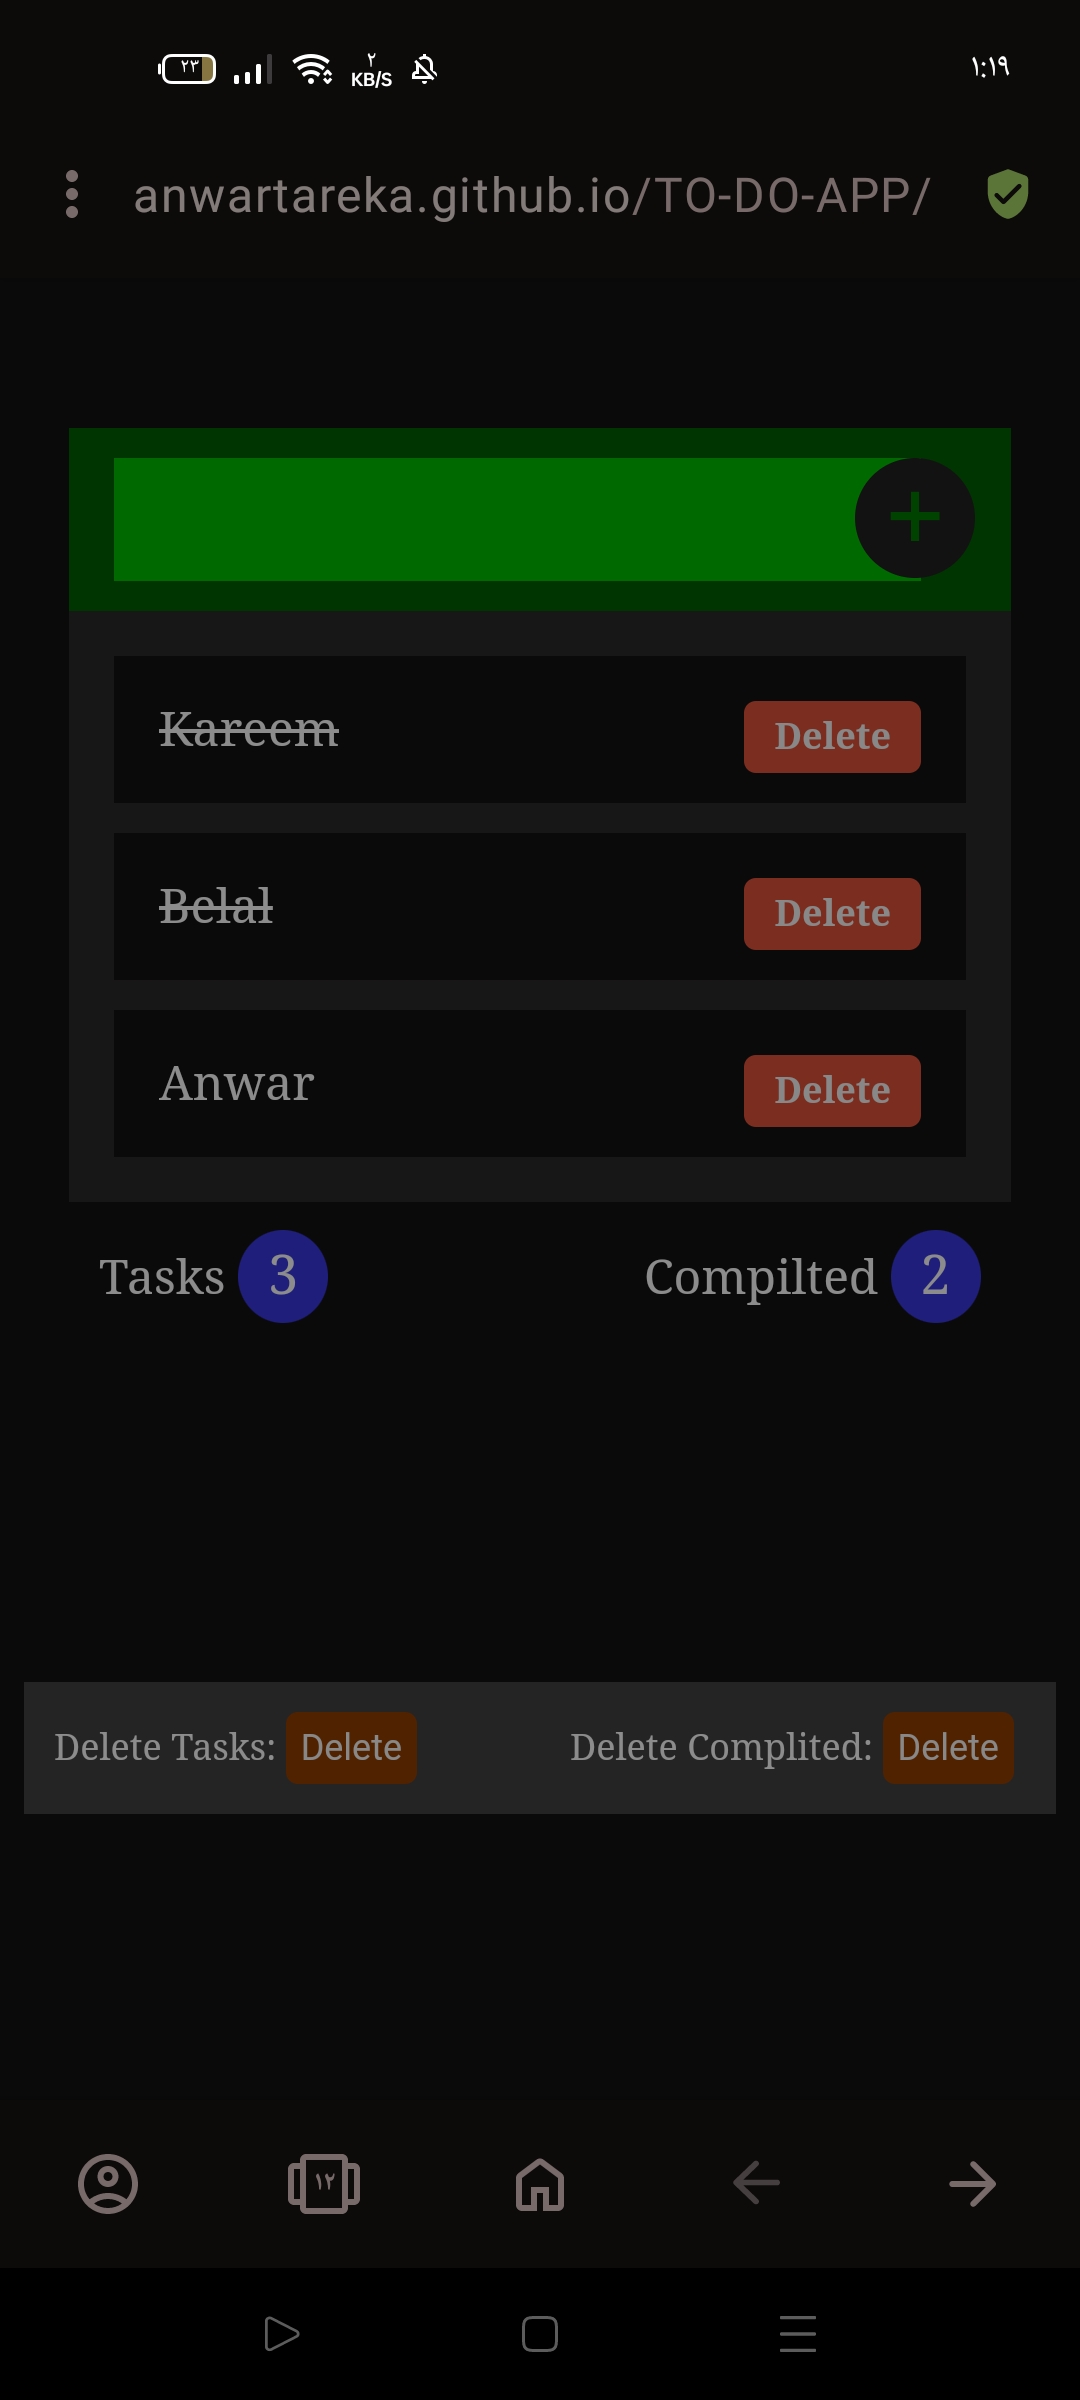 ٢٣ ٢ KB/S ١:١٩
anwartareka.github.io/TO-DO-APP/
+
Kareem Delete
Belal Delete
Anwar Delete
Tasks 3 Compilted 2
Delete Tasks: Delete Delete Complited: Delete
١٢